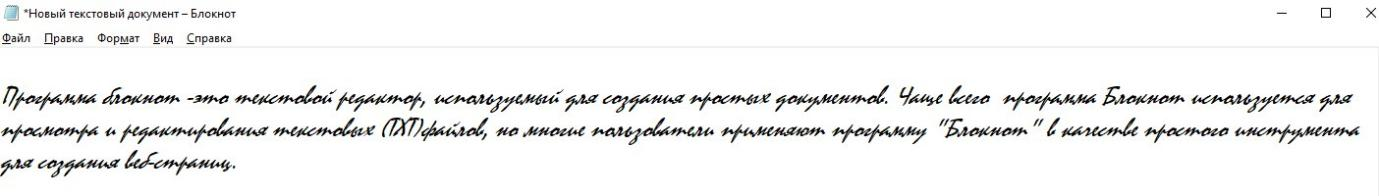 *Новый текстовый документ – Блокнот
Файл Правка Формат Вид Справка
Программа блокнот -это текстовой редактор, используемый для создания простых документов. Чаще всего программа Блокнот используется для
просмотра и редактирования текстовых (TXT)файлов, но многие пользователи применяют программу "Блокнот" в качестве простого инструмента
для создания веб-страниц.